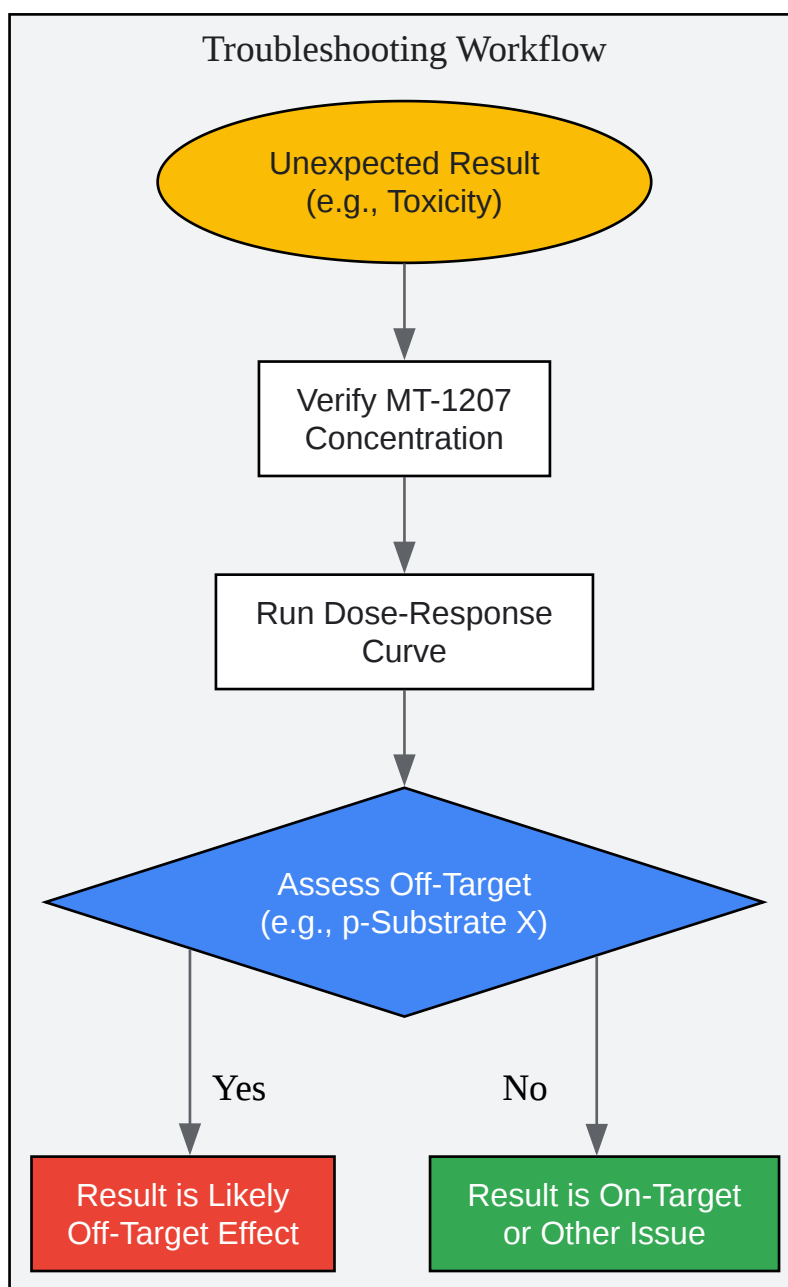 Troubleshooting Workflow
Unexpected Result
(e.g., Toxicity)
Verify MT-1207
Concentration
Run Dose-Response
Curve
Assess Off-Target
(e.g., p-Substrate X)
Yes
No
Result is Likely
Off-Target Effect
Result is On-Target
or Other Issue